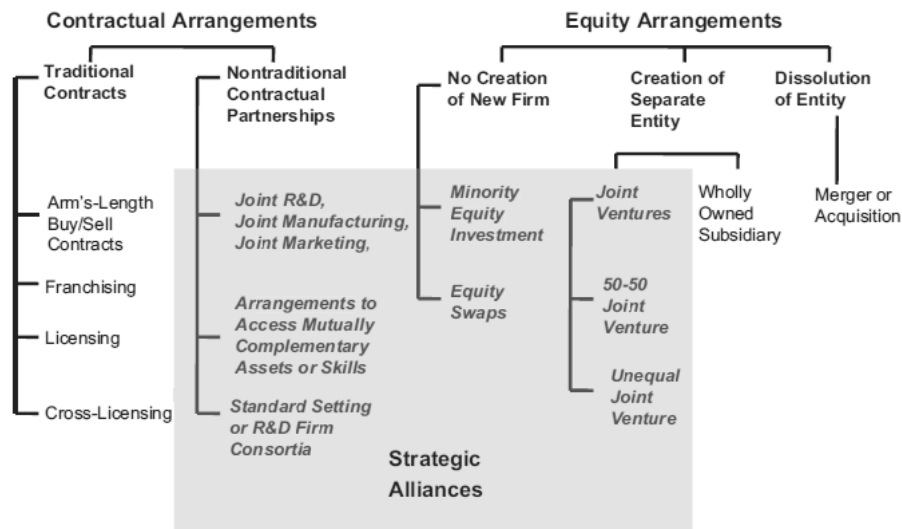 Contractual Arrangements
Equity Arrangements
Traditional
Contracts
Nontraditional
Contractual
Partnerships
No Creation
of New Firm
Creation of
Separate
Entity
Dissolution
of Entity
Arm's-Length
Buy/Sell
Contracts
Franchising
Licensing
Cross-Licensing
Joint R&D,
Joint Manufacturing,
Joint Marketing,
Arrangements to
Access Mutually
Complementary
Assets or Skills
Standard Setting
or R&D Firm
Consortia
Minority
Equity
Investment
Equity
Swaps
Joint
Ventures
50-50
Joint
Venture
Unequal
Joint
Venture
Wholly
Owned
Subsidiary
Merger or
Acquisition
Strategic
Alliances